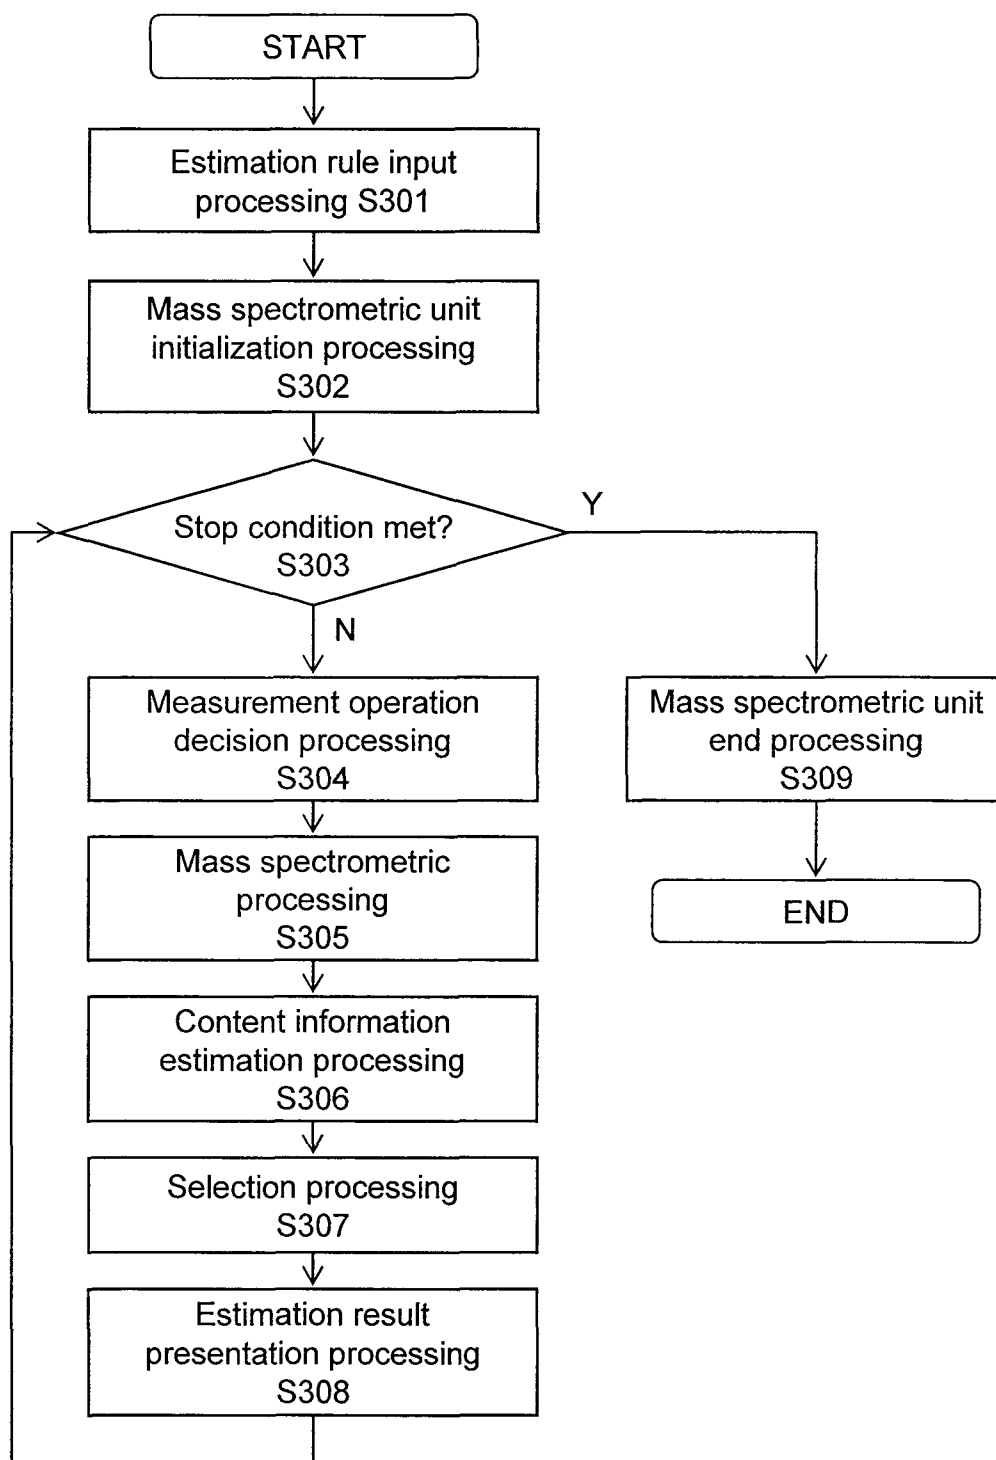 START
Estimation rule input
processing S301
Mass spectrometric unit
initialization processing
S302
Stop condition met?
S303
Y
N
Measurement operation
decision processing
S304
Mass spectrometric unit
end processing
S309
Mass spectrometric
processing
S305
END
Content information
estimation processing
S306
Selection processing
S307
Estimation result
presentation processing
S308